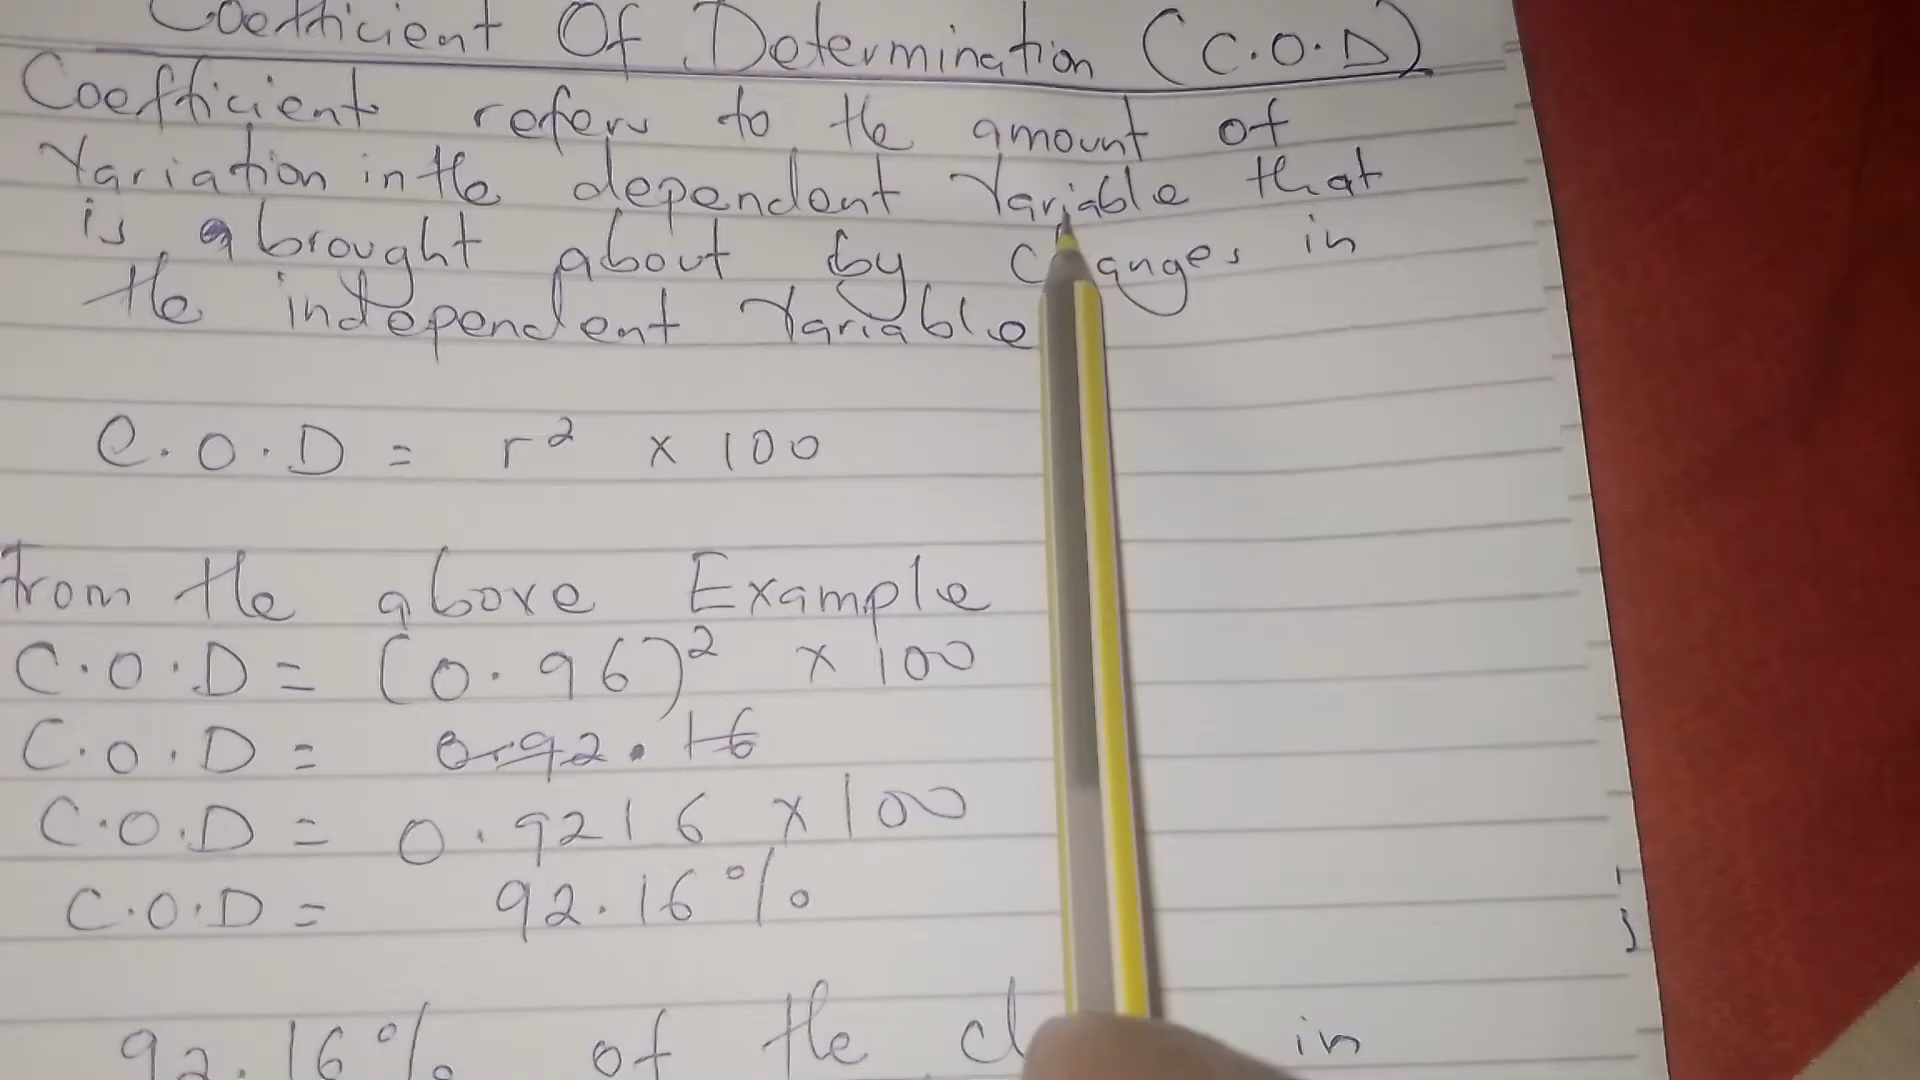 Coefficient Of Determination (C.O.D)
Coefficient refers to the amount of
Variation in the dependent Variable that
is brought about by changes in
the independent Variable
C.O.D = r² × 100
From the above Example
C.O.D = (0.96)² × 100
C.O.D = 0.92.16
C.O.D = 0.9216 × 100
C.O.D = 92.16%
92.16% of the in